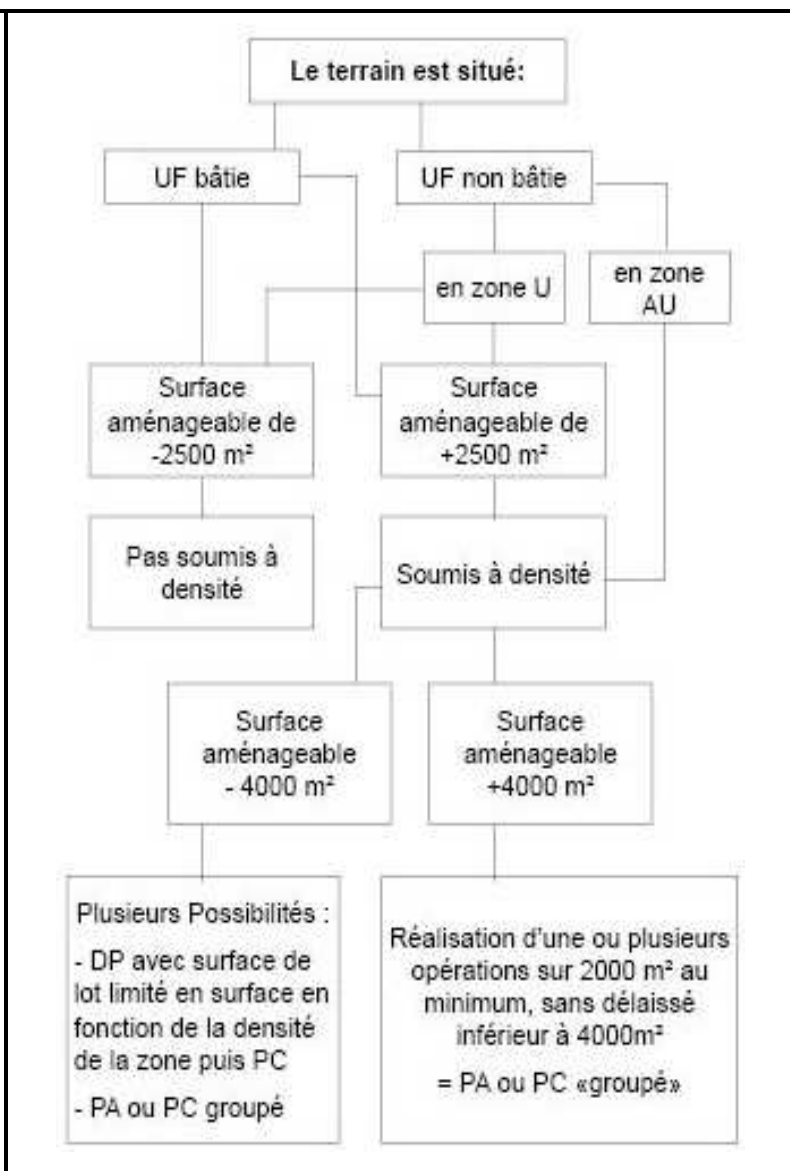 Le terrain est situé:
UF bâtie
UF non bâtie
en zone U
en zone
AU
Surface
aménageable de
-2500 m²
Surface
aménageable de
+2500 m²
Pas soumis à
densité
Soumis à densité
Surface
aménageable
- 4000 m²
Surface
aménageable
+4000 m²
Plusieurs Possibilités :
- DP avec surface de
lot limité en surface en
fonction de la densité
de la zone puis PC
- PA ou PC groupé
Réalisation d'une ou plusieurs
opérations sur 2000 m² au
minimum, sans délaissé
inférieur à 4000m²
= PA ou PC «groupé»